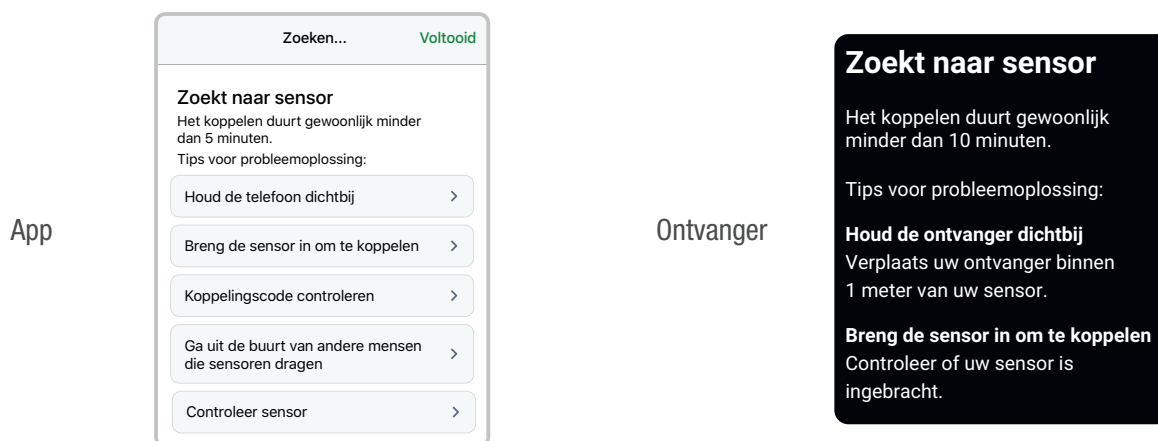 App
Zoeken... Voltooid
Zoekt naar sensor
Het koppelen duurt gewoonlijk minder
dan 5 minuten.
Tips voor probleemoplossing:
Houd de telefoon dichtbij
Breng de sensor in om te koppelen
Koppelingscode controleren
Ga uit de buurt van andere mensen
die sensoren dragen
Controleer sensor
Ontvanger
Zoekt naar sensor
Het koppelen duurt gewoonlijk
minder dan 10 minuten.
Tips voor probleemoplossing:
Houd de ontvanger dichtbij
Verplaats uw ontvanger binnen
1 meter van uw sensor.
Breng de sensor in om te koppelen
Controleer of uw sensor is
ingebracht.